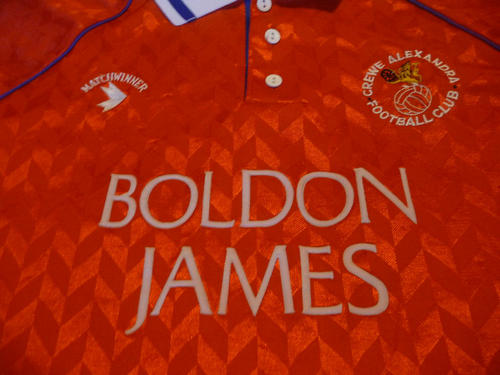 MATCHWINNER
CREWE ALEXANDRA
FOOTBALL CLUB
BOLDON
JAMES